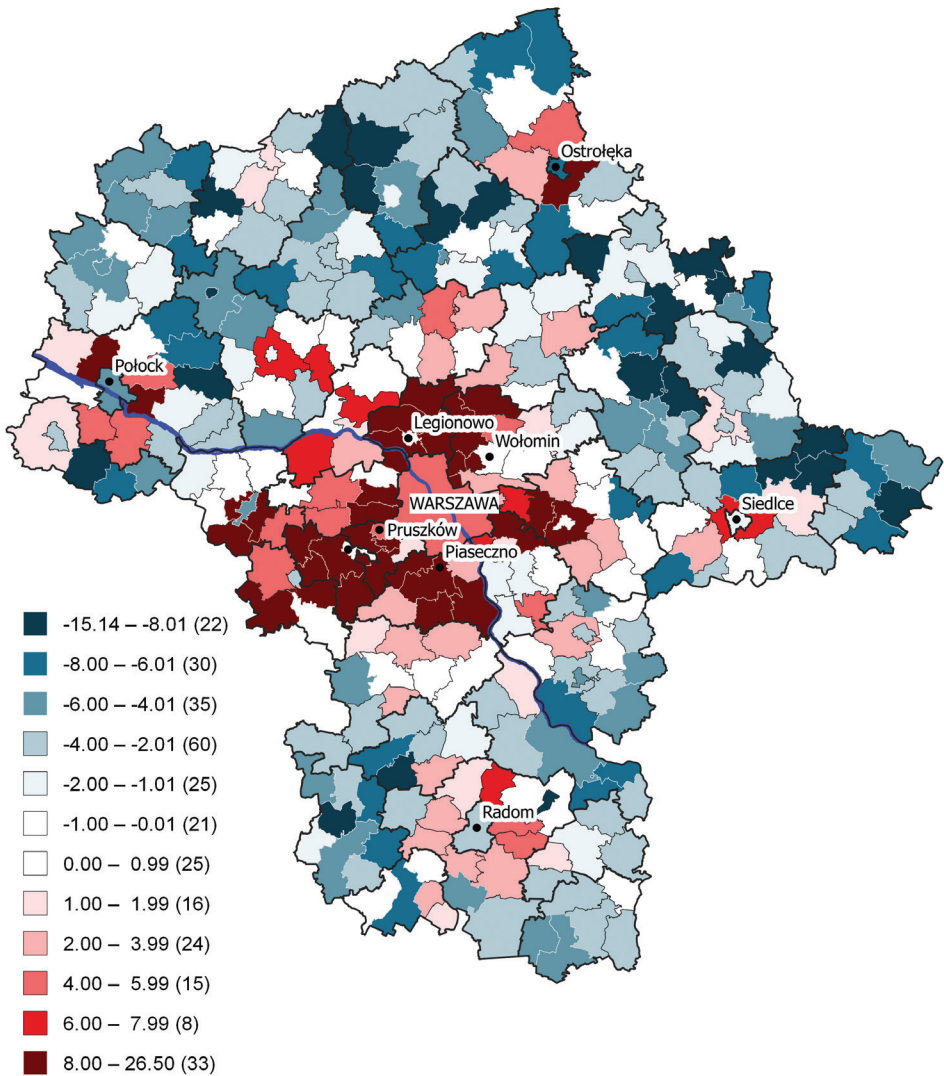 Ostrołęka
Połock
Legionowo
Wołomin
WARSZAWA
Siedlce
Pruszków
Piaseczno
Radom
-15.14 – -8.01 (22)
-8.00 – -6.01 (30)
-6.00 – -4.01 (35)
-4.00 – -2.01 (60)
-2.00 – -1.01 (25)
-1.00 – -0.01 (21)
0.00 – 0.99 (25)
1.00 – 1.99 (16)
2.00 – 3.99 (24)
4.00 – 5.99 (15)
6.00 – 7.99 (8)
8.00 – 26.50 (33)